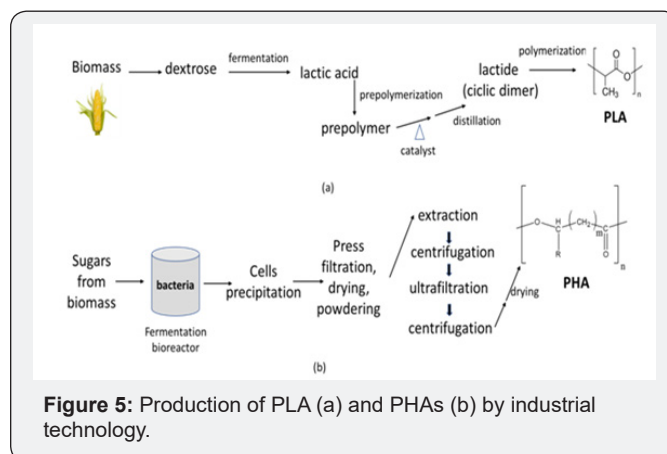 Biomass
dextrose
fermentation
lactic acid
prepolymerization
prepolymer
catalyst
distillation
lactide
(ciclic dimer)
polymerization
O
O
CH₃
n
PLA
(a)
Sugars
from
biomass
bacteria
Fermentation
bioreactor
Cells
precipitation
Press
filtration,
drying,
powdering
extraction
centrifugation
ultrafiltration
centrifugation
drying
O
H
C
CH₂
m
C
R
O
n
PHA
(b)
Figure 5: Production of PLA (a) and PHAs (b) by industrial
technology.